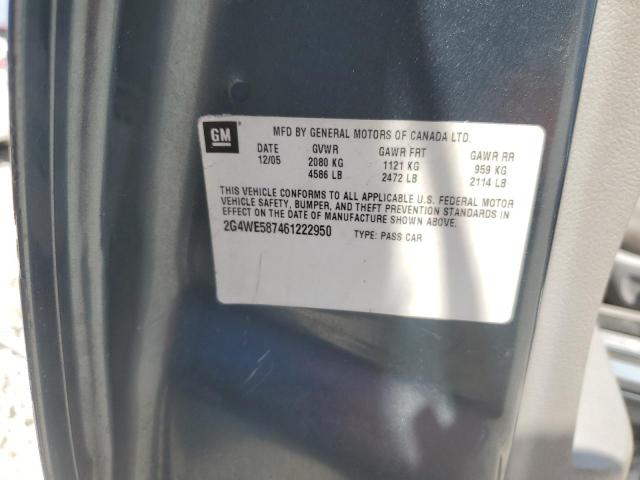 GM
MFD BY GENERAL MOTORS OF CANADA LTD.
DATE GVWR GAWR FRT GAWR RR
12/05 2080 KG 1121 KG 959 KG
4586 LB 2472 LB 2114 LB
THIS VEHICLE CONFORMS TO ALL APPLICABLE U.S. FEDERAL MOTOR
VEHICLE SAFETY, BUMPER, AND THEFT PREVENTION STANDARDS IN
EFFECT ON THE DATE OF MANUFACTURE SHOWN ABOVE.
2G4WE587461222950 TYPE: PASS CAR